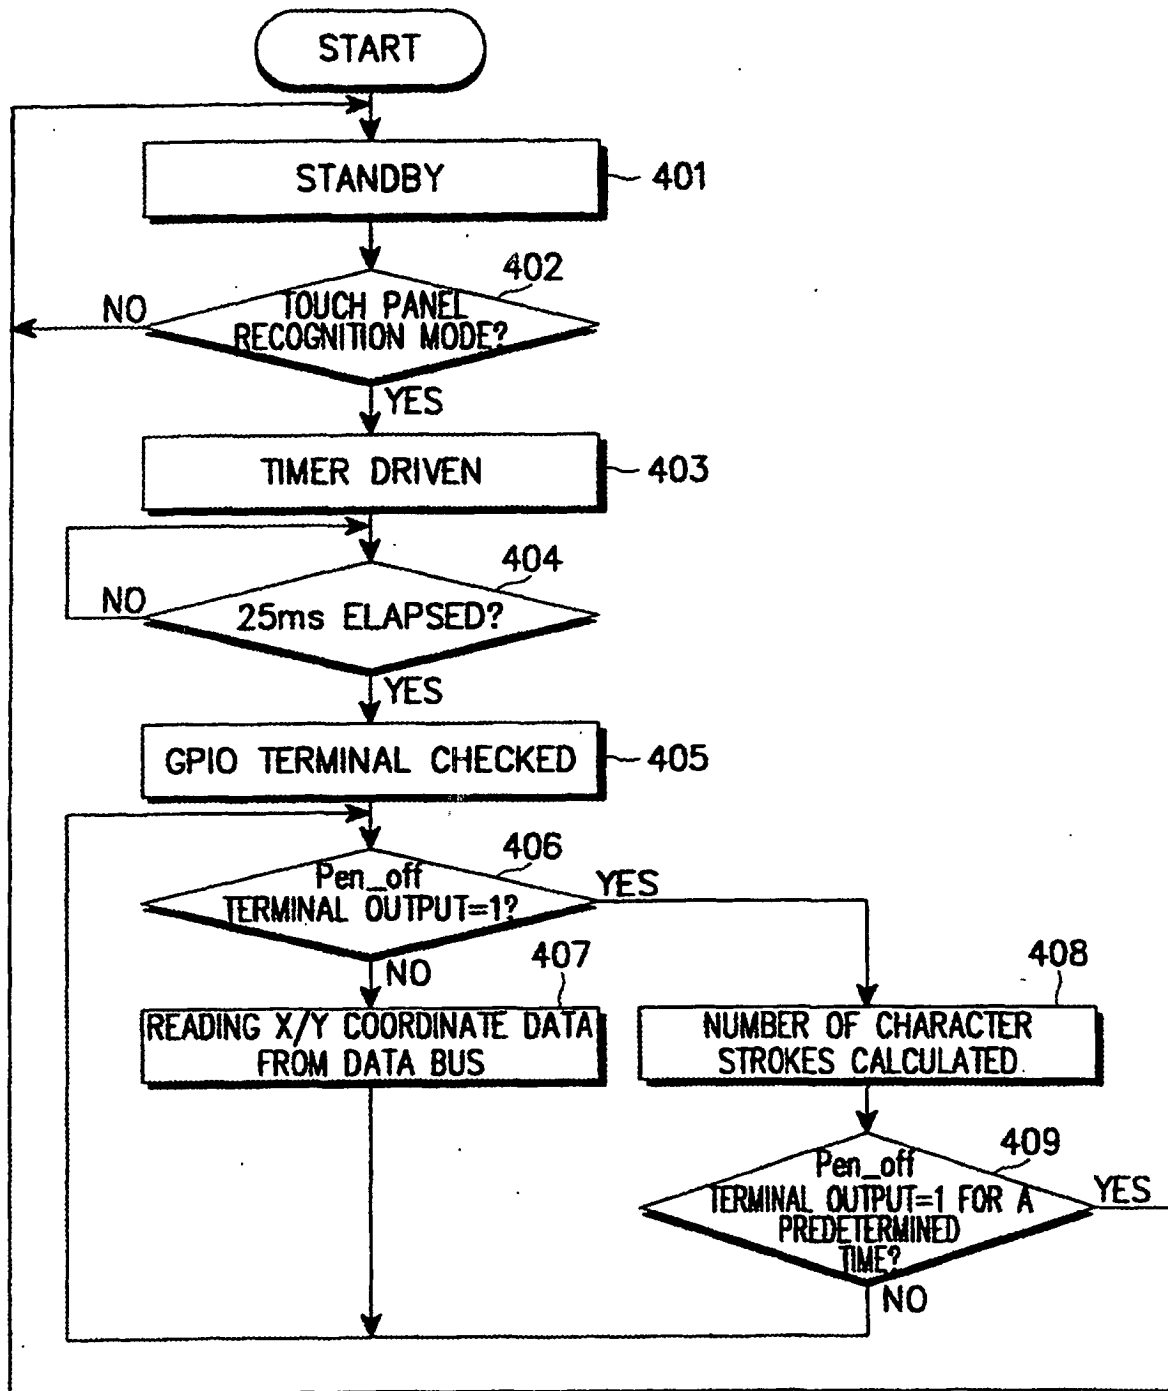 START
STANDBY
401
402
NO
TOUCH PANEL
RECOGNITION MODE?
YES
TIMER DRIVEN
403
404
NO
25ms ELAPSED?
YES
GPIO TERMINAL CHECKED
405
406
Pen_off
TERMINAL OUTPUT=1?
YES
NO
407
READING X/Y COORDINATE DATA
FROM DATA BUS
408
NUMBER OF CHARACTER
STROKES CALCULATED
409
Pen_off
TERMINAL OUTPUT=1 FOR A
PREDETERMINED
TIME?
YES
NO